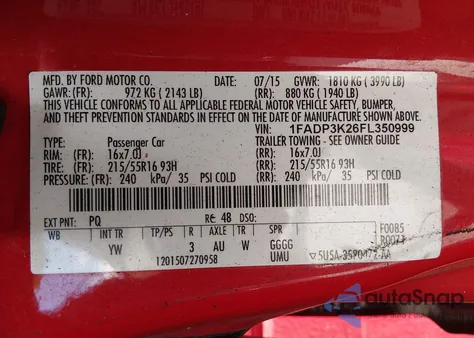 MFD. BY FORD MOTOR CO. DATE: 07/15 GVWR: 1810 KG (3990 LB)
GAWR: (FR): 972 KG (2143 LB) (RR): 880 KG (1940 LB)
THIS VEHICLE CONFORMS TO ALL APPLICABLE FEDERAL MOTOR VEHICLE SAFETY, BUMPER,
AND THEFT PREVENTION STANDARDS IN EFFECT ON THE DATE OF MANUFACTURE SHOWN ABOVE.
VIN: 1FADP3K26FL350999
TYPE: Passenger Car TRAILER TOWING - SEE OWNER GUIDE
RIM: (FR): 16x7.0J (RR): 16x7.0J
TIRE: (FR): 215/55R16 93H (RR): 215/55R16 93H
PRESSURE: (FR): 240 kPa/ 35 PSI COLD (RR): 240 kPa/ 35 PSI COLD
EXT PNT: PQ RC: 48 DSO: F0085
WB INT TR TP/PS R AXLE TR SPR R0077
YW 3 AU W GGGG
1201507270958 UMU
autoSnap